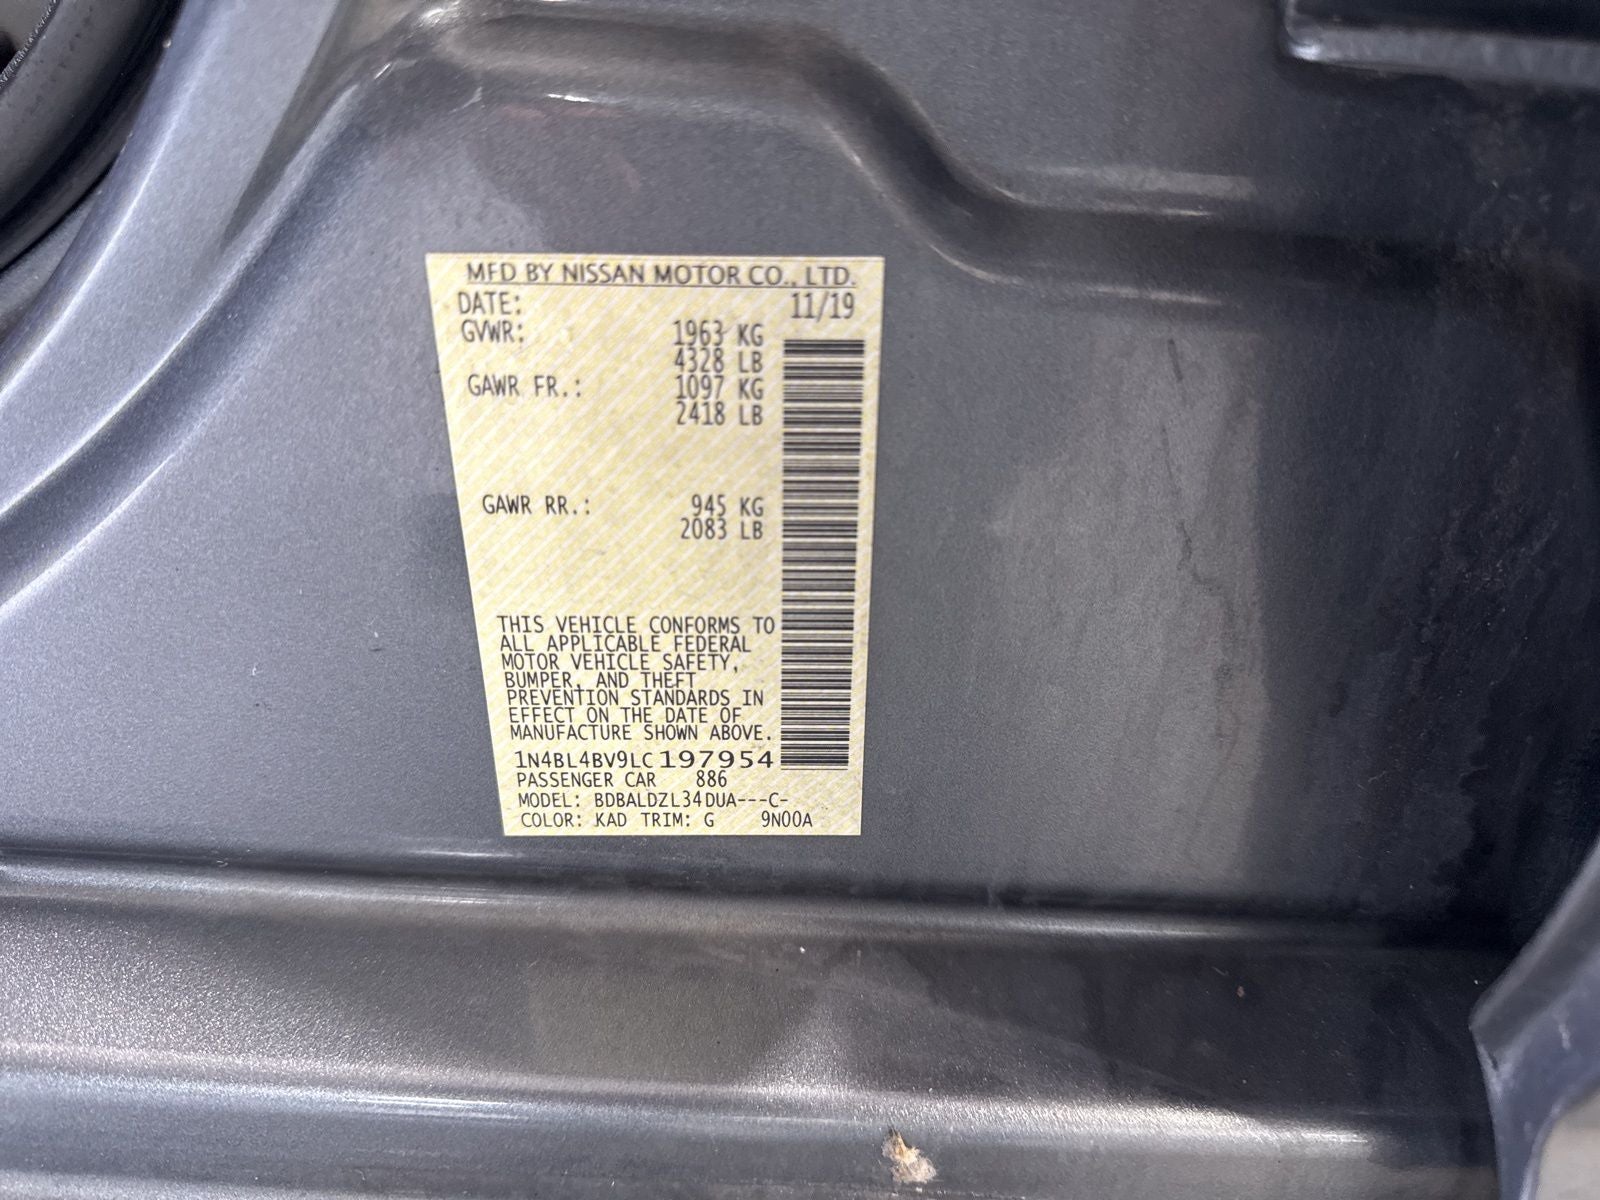 MFD BY NISSAN MOTOR CO., LTD.
DATE: 11/19
GVWR: 1963 KG
4328 LB
GAWR FR.: 1097 KG
2418 LB
GAWR RR.: 945 KG
2083 LB
THIS VEHICLE CONFORMS TO
ALL APPLICABLE FEDERAL
MOTOR VEHICLE SAFETY,
BUMPER, AND THEFT
PREVENTION STANDARDS IN
EFFECT ON THE DATE OF
MANUFACTURE SHOWN ABOVE.
1N4BL4BV9LC197954
PASSENGER CAR 886
MODEL: BDBALDZL34DUA---C-
COLOR: KAD TRIM: G 9N00A